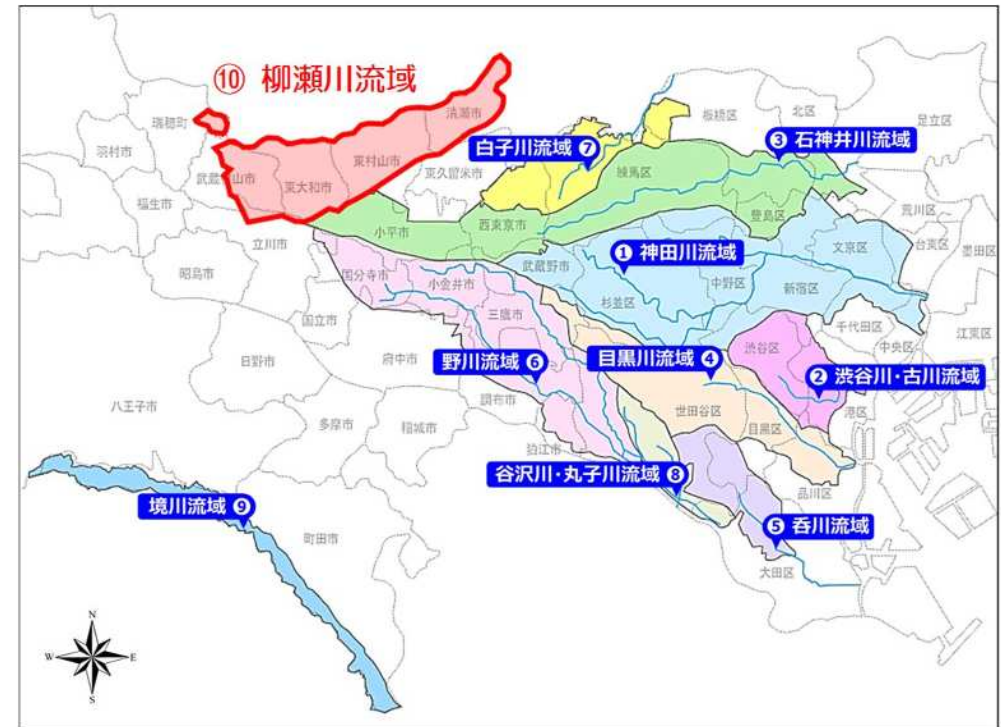 ⑩ 柳瀬川流域
瑞穂町
羽村市
福生市
武蔵村山市
東大和市
東村山市
清瀬市
東久留米市
白子川流域 ❼
板橋区
北区
足立区
❸ 石神井川流域
練馬区
豊島区
荒川区
台東区
墨田区
文京区
立川市
昭島市
小平市
西東京市
武蔵野市
❶ 神田川流域
中野区
新宿区
杉並区
国分寺市
小金井市
三鷹市
国立市
府中市
日野市
八王子市
多摩市
稲城市
調布市
狛江市
野川流域 ❻
目黒川流域 ❹
渋谷区
千代田区
中央区
江東区
❷ 渋谷川・古川流域
港区
世田谷区
目黒区
谷沢川・丸子川流域 ❽
品川区
❺ 呑川流域
大田区
境川流域 ❾
町田市
N
W
E
S